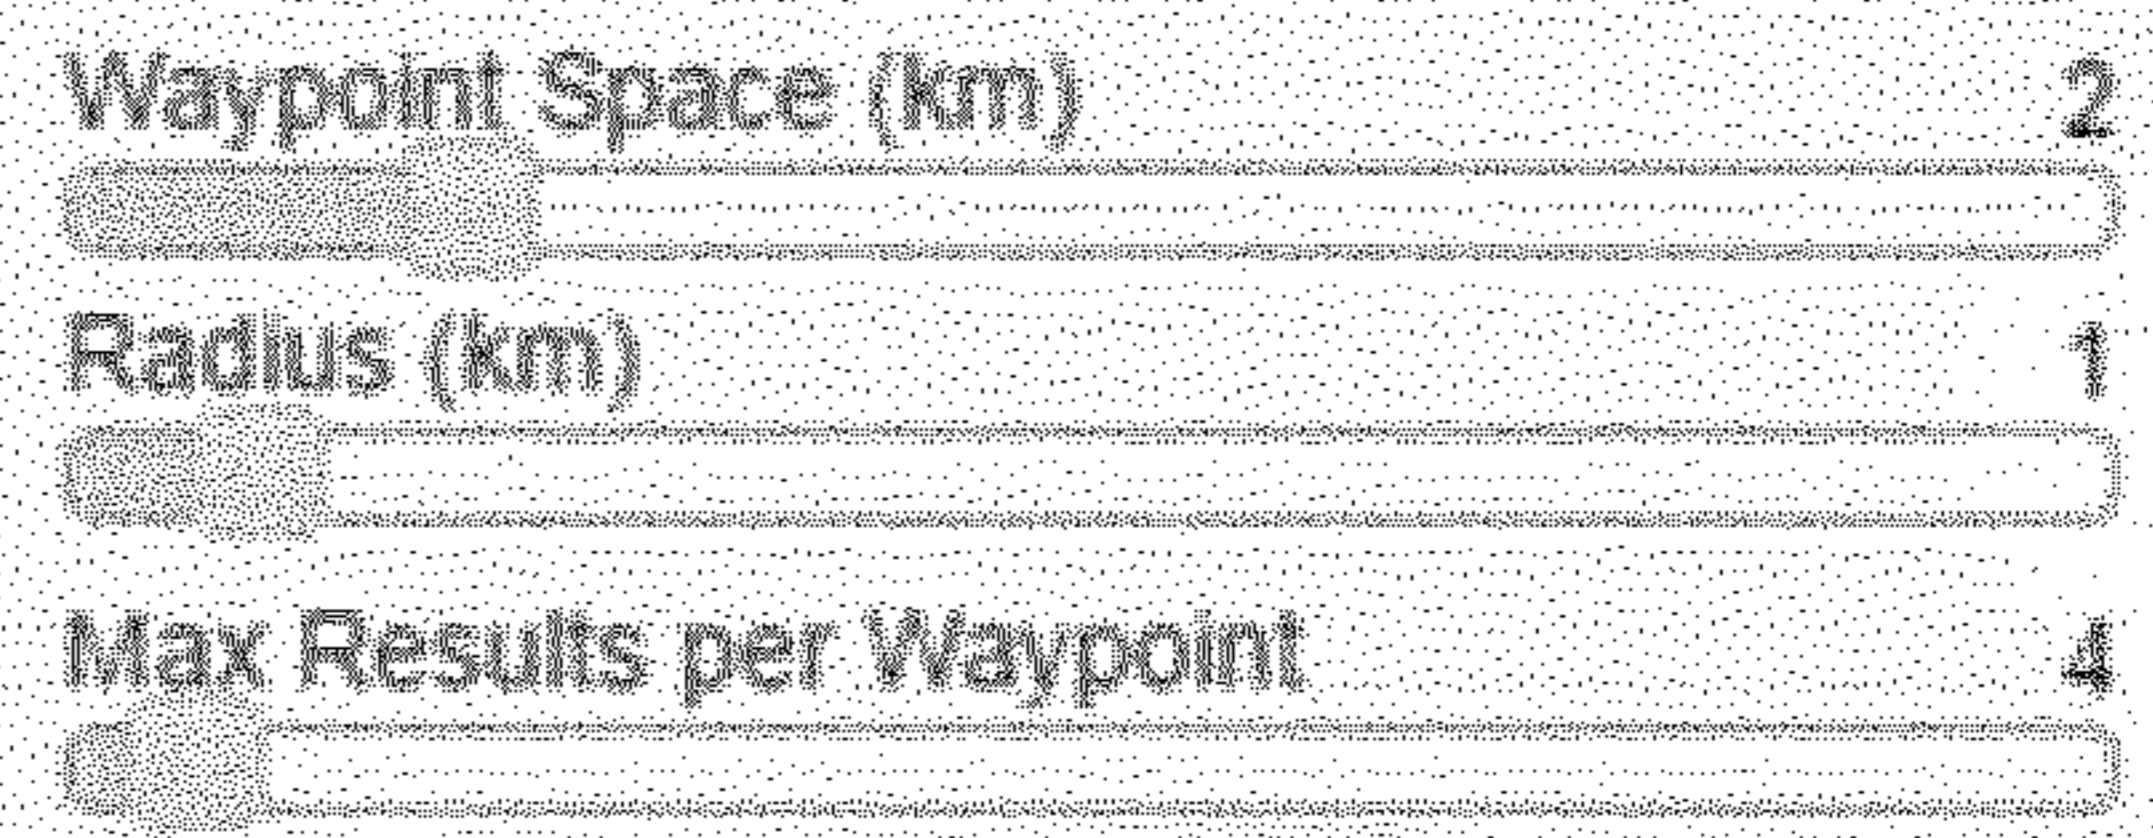 Waypoint Space (km) 2
Radius (km) 1
Max Results per Waypoint 4